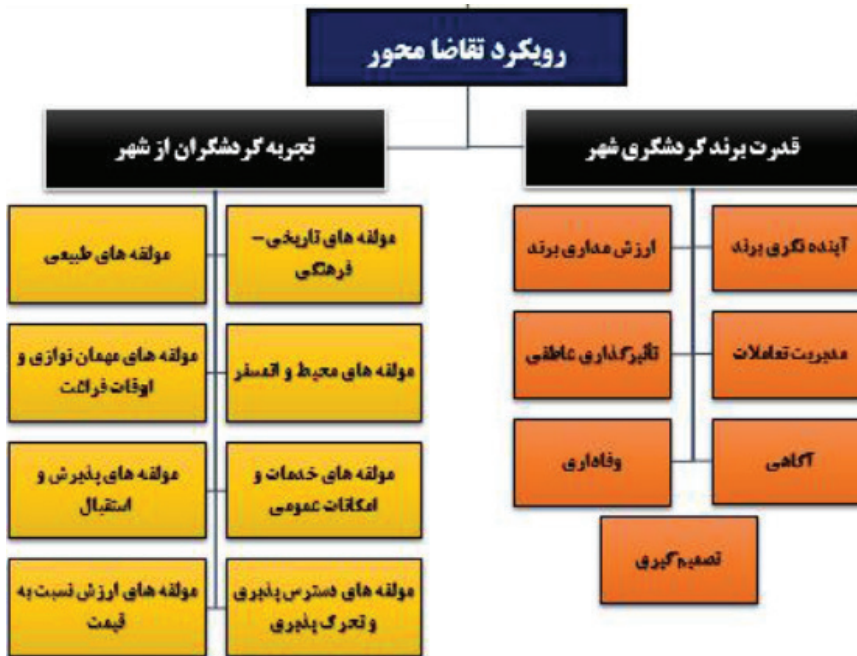 رویکرد تقاضا محور
قدرت برند گردشگری شهر
تجربه گردشگران از شهر
آینده نگری برند
ارزش مداری برند
مدیریت تعاملات
تأثیرگذاری عاطفی
آگاهی
وفاداری
تصمیم گیری
مولفه های تاریخی–
فرهنگی
مولفه های طبیعی
مولفه های محیط و اتمسفر
مولفه های مهمان نوازی و
اوقات فراغت
مولفه های خدمات و
امکانات عمومی
مولفه های پذیرش و
استقبال
مولفه های دسترس پذیری
و تحرک پذیری
مولفه های ارزش نسبت به
قیمت